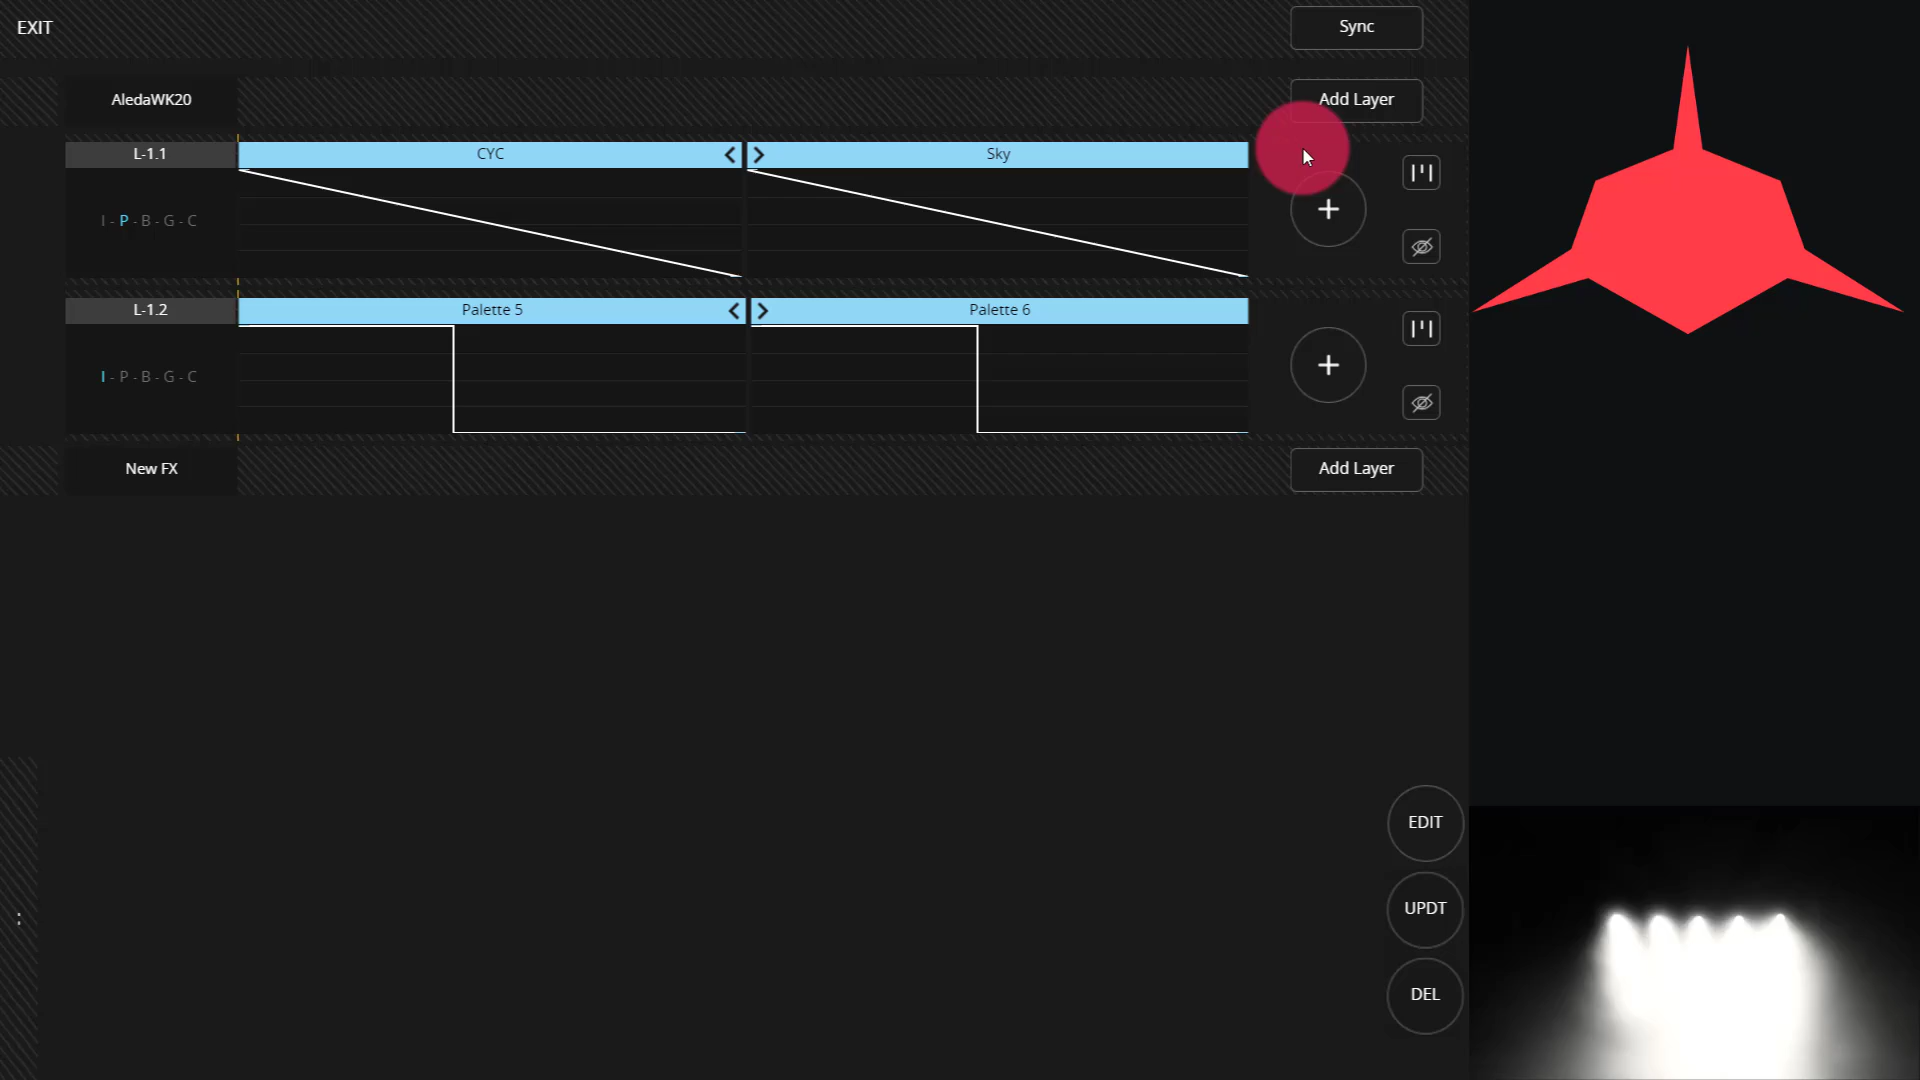 EXIT
Sync
AledaWK20
Add Layer
L-1.1
CYC
Sky
I - P - B - G - C
L-1.2
Palette 5
Palette 6
I - P - B - G - C
New FX
Add Layer
EDIT
UPDT
:
DEL